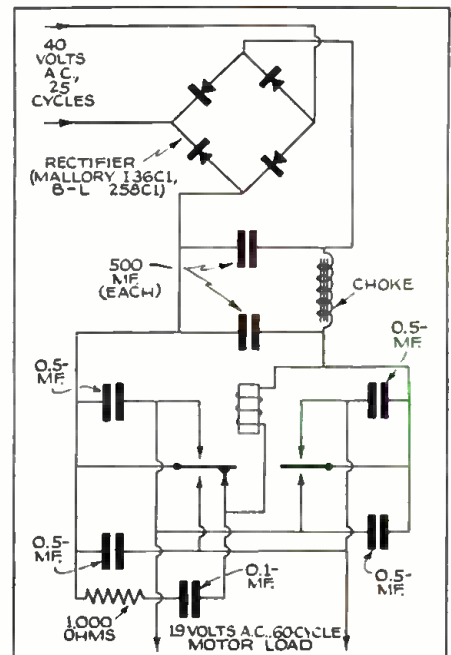 40
VOLTS
A.C.,
25
CYCLES
RECTIFIER
(MALLORY 136C1,
B-L 258C1)
500
MF.
(EACH)
CHOKE
0.5-
MF.
0.5-
MF.
0.5-
MF.
0.1-
MF.
0.5-
MF.
1,000
OHMS
19 VOLTS A.C., 60 CYCLE
MOTOR LOAD